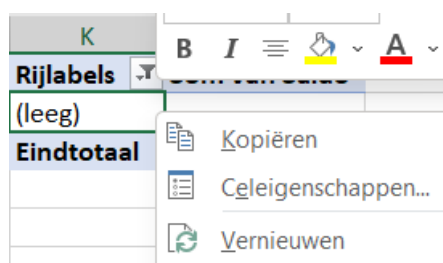 K
B I A
Rijlabels
(leeg)
Eindtotaal
Kopiëren
Celeigenschappen...
Vernieuwen